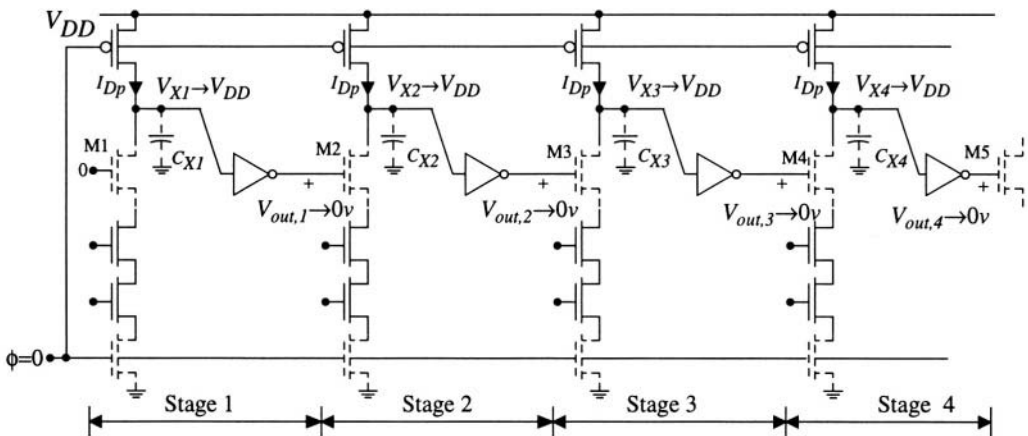 V_DD
I_Dp V_X1→V_DD I_Dp V_X2→V_DD I_Dp V_X3→V_DD I_Dp V_X4→V_DD
M1 C_X1 M2 C_X2 M3 C_X3 M4 C_X4 M5
0 + + + +
V_out,1→0v V_out,2→0v V_out,3→0v V_out,4→0v
ϕ=0
Stage 1 Stage 2 Stage 3 Stage 4